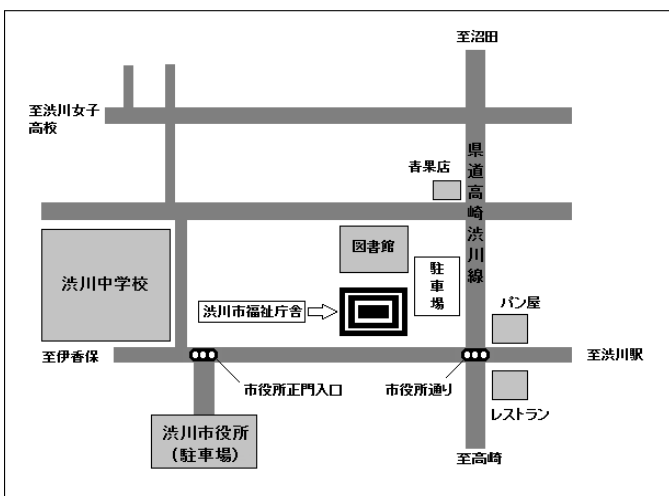 至沼田
至渋川女子
高校
青果店
県道高崎渋川線
図書館
駐車場
渋川中学校
渋川市福祉庁舎
パン屋
至伊香保
至渋川駅
市役所正門入口
市役所通り
レストラン
渋川市役所
(駐車場)
至高崎